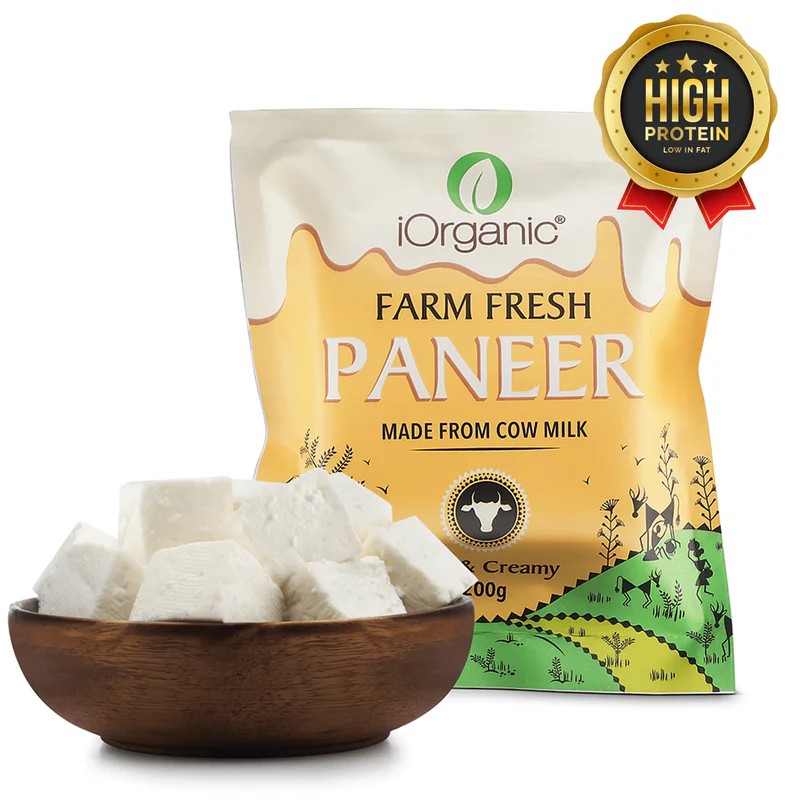 HIGH
PROTEIN
LOW IN FAT
iOrganic®
FARM FRESH
PANEER
MADE FROM COW MILK
& Creamy
200g